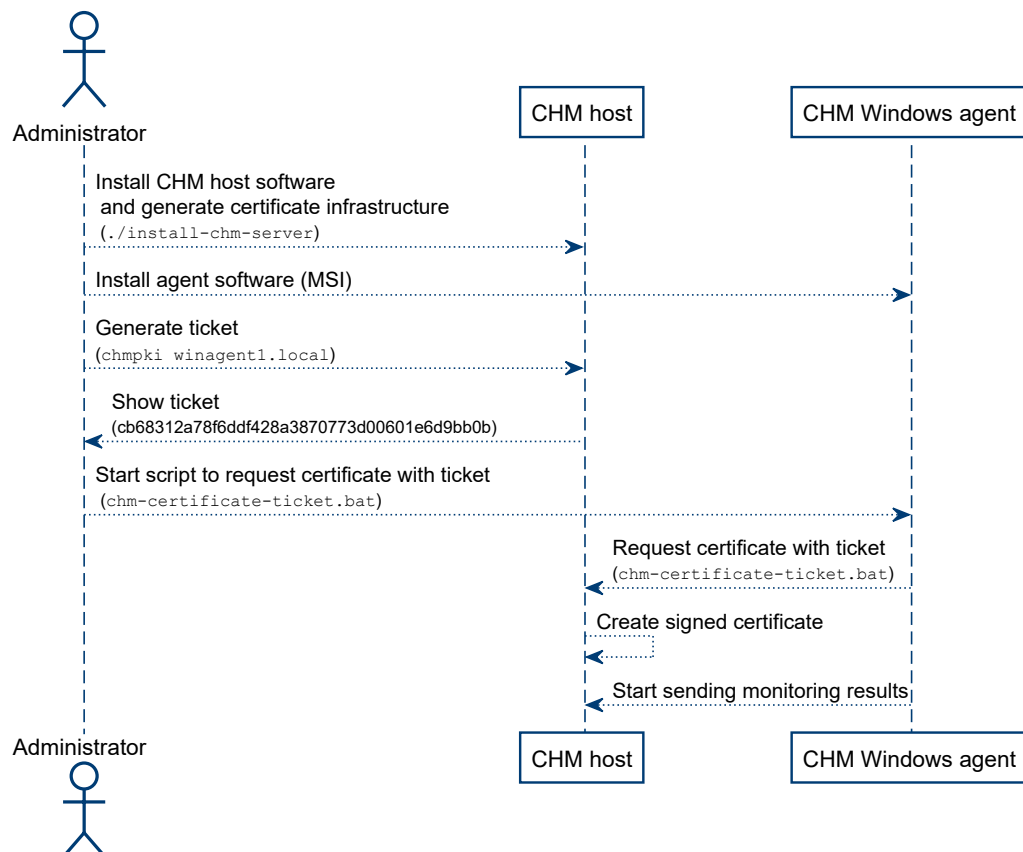 Administrator
CHM host
CHM Windows agent
Install CHM host software
and generate certificate infrastructure
(./install-chm-server)
Install agent software (MSI)
Generate ticket
(chmpki winagent1.local)
Show ticket
(cb68312a78f6ddf428a3870773d00601e6d9bb0b)
Start script to request certificate with ticket
(chm-certificate-ticket.bat)
Request certificate with ticket
(chm-certificate-ticket.bat)
Create signed certificate
Start sending monitoring results
Administrator
CHM host
CHM Windows agent